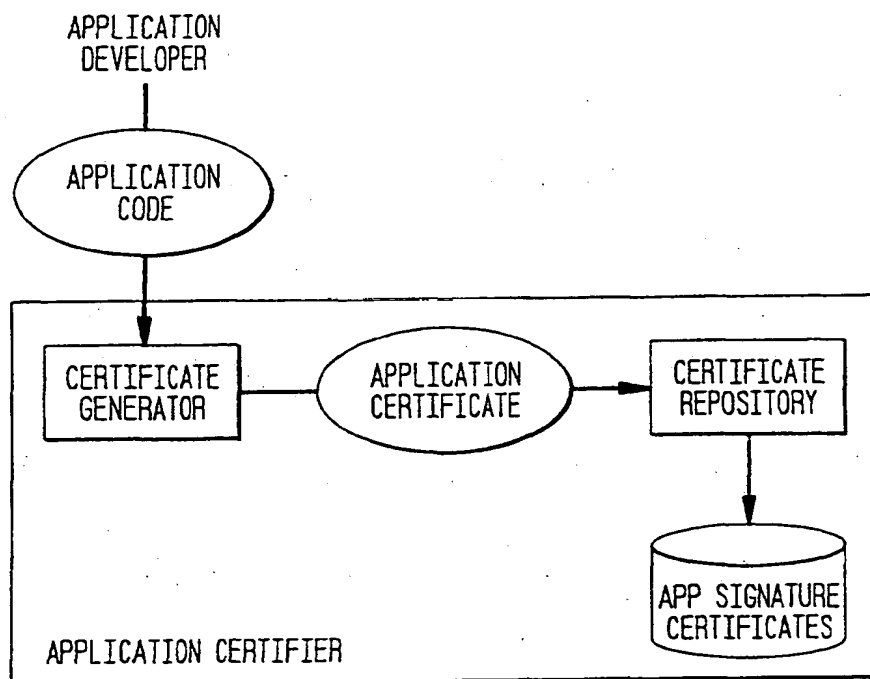 APPLICATION
DEVELOPER
APPLICATION
CODE
CERTIFICATE
GENERATOR
APPLICATION
CERTIFICATE
CERTIFICATE
REPOSITORY
APP SIGNATURE
CERTIFICATES
APPLICATION CERTIFIER